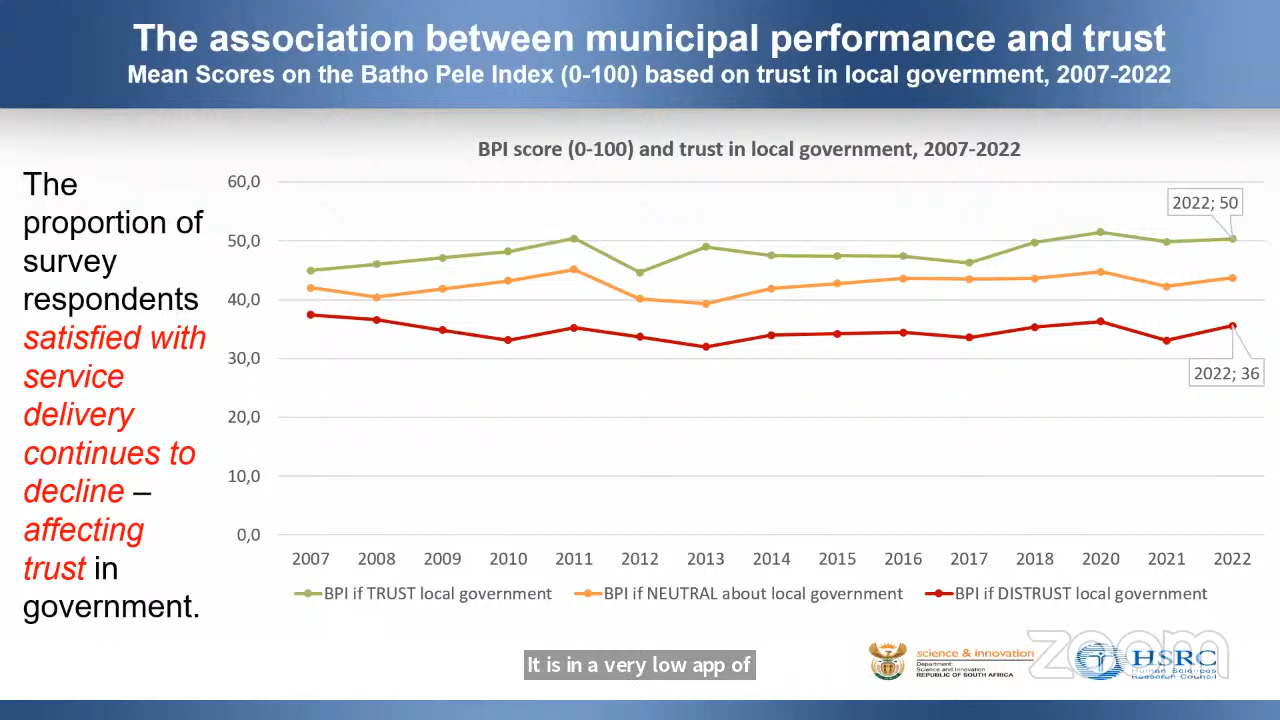 The association between municipal performance and trust
Mean Scores on the Batho Pele Index (0-100) based on trust in local government, 2007-2022
The
proportion of
survey
respondents
satisfied with
service
delivery
continues to
decline –
affecting
trust in
government.
BPI score (0-100) and trust in local government, 2007-2022
60,0
50,0
40,0
30,0
20,0
10,0
0,0
2022; 50
2022; 36
2007 2008 2009 2010 2011 2012 2013 2014 2015 2016 2017 2018 2020 2021 2022
BPI if TRUST local government BPI if NEUTRAL about local government BPI if DISTRUST local government
It is in a very low app of
science & innovation
Department:
Science and Innovation
REPUBLIC OF SOUTH AFRICA
zoom
HSRC
Human Sciences
Research Council